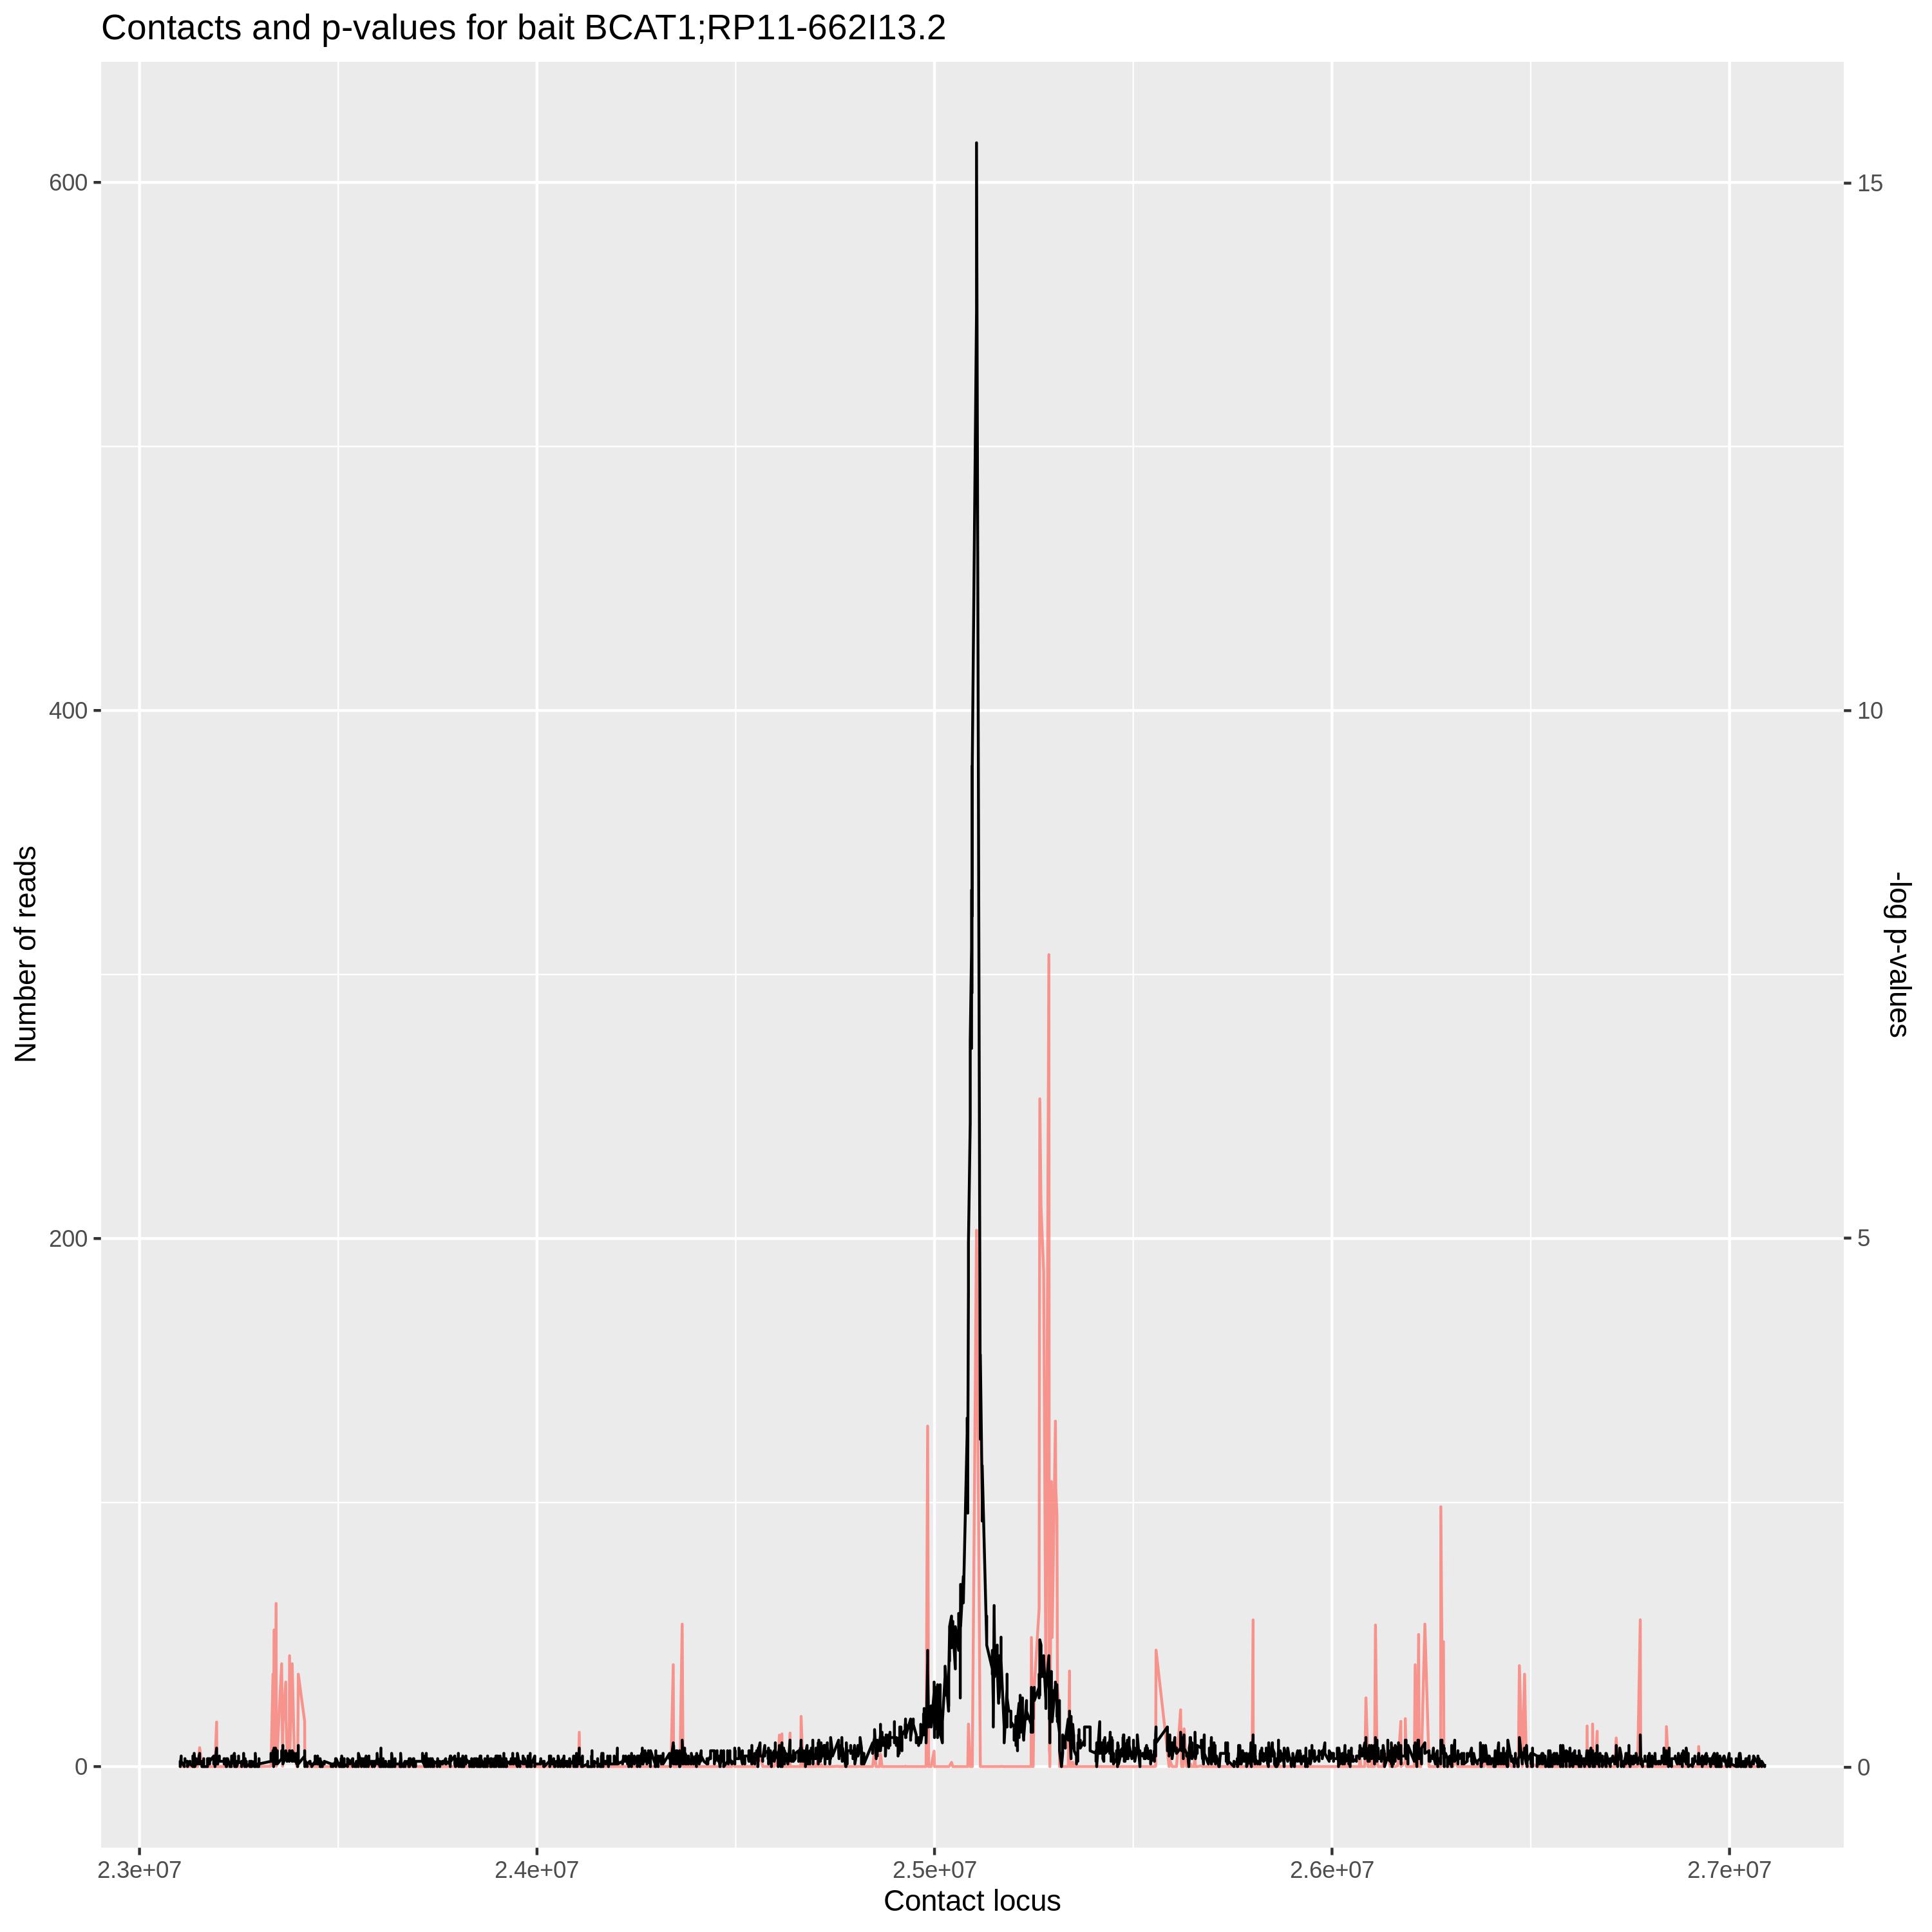 Contacts and p-values for bait BCAT1;RP11-662I13.2
600
400
200
0
Number of reads
15
10
5
0
-log p-values
2.3e+07
2.4e+07
2.5e+07
2.6e+07
2.7e+07
Contact locus